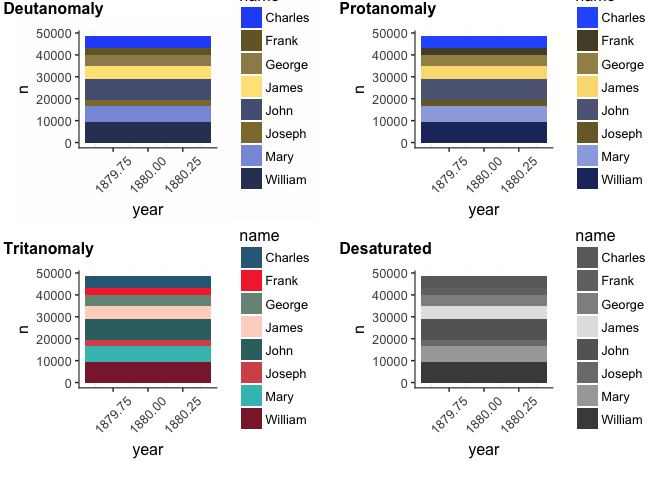 Deutanomaly
name
50000
40000
30000
20000
10000
0
n
1879.75
1880.00
1880.25
year
Charles
Frank
George
James
John
Joseph
Mary
William
Protanomaly
name
50000
40000
30000
20000
10000
0
n
1879.75
1880.00
1880.25
year
Charles
Frank
George
James
John
Joseph
Mary
William
Tritanomaly
name
50000
40000
30000
20000
10000
0
n
1879.75
1880.00
1880.25
year
Charles
Frank
George
James
John
Joseph
Mary
William
Desaturated
name
50000
40000
30000
20000
10000
0
n
1879.75
1880.00
1880.25
year
Charles
Frank
George
James
John
Joseph
Mary
William